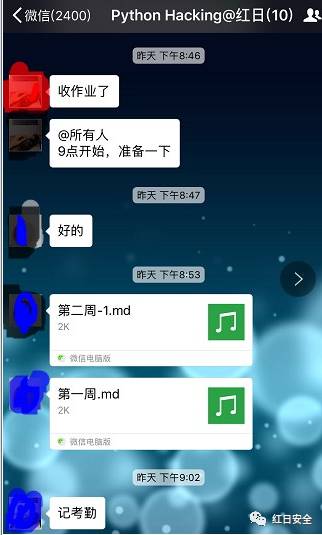 微信(2400)
Python Hacking@红日(10)
昨天 下午8:46
收作业了
@所有人
9点开始，准备一下
昨天 下午8:47
好的
昨天 下午8:53
第二周-1.md
2K
微信电脑版
第一周.md
2K
微信电脑版
昨天 下午9:02
记考勤
红日安全